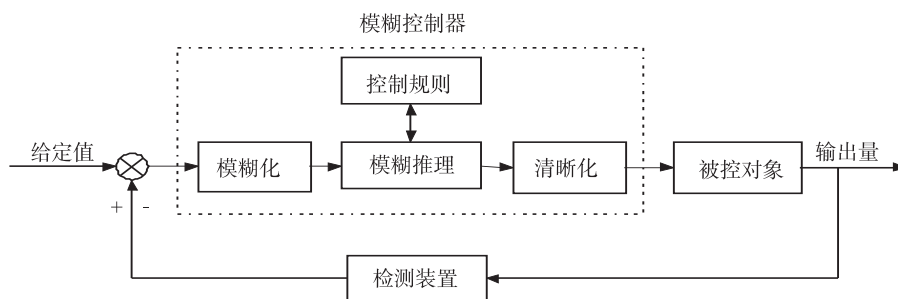 模糊控制器
控制规则
给定值
模糊化
模糊推理
清晰化
被控对象
输出量
+ -
检测装置